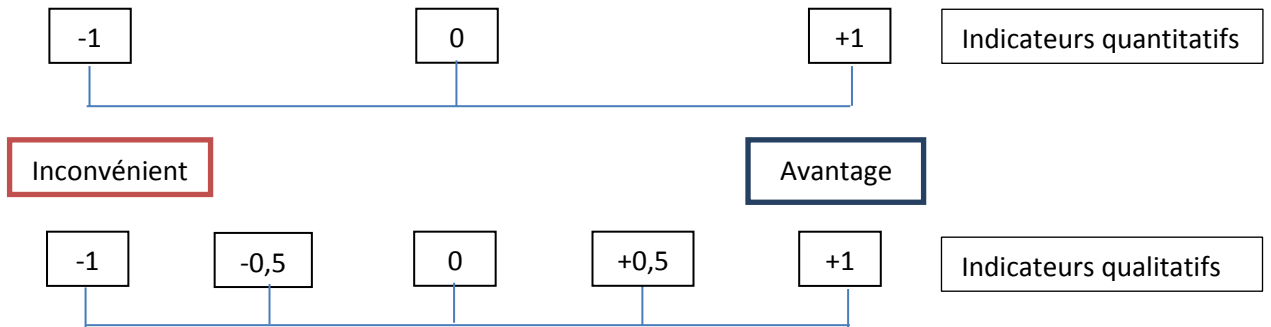 -1 0 +1 Indicateurs quantitatifs
Inconvénient Avantage
-1 -0,5 0 +0,5 +1 Indicateurs qualitatifs